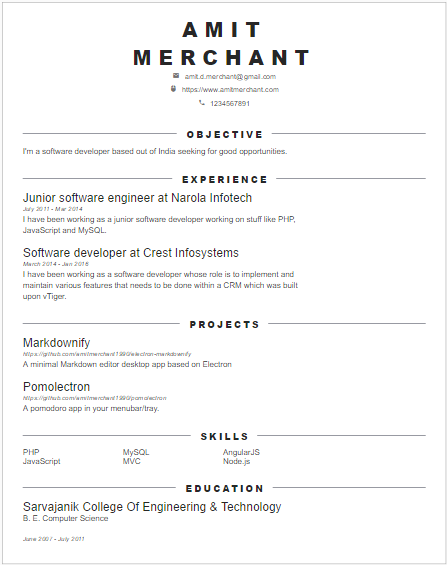 AMIT
MERCHANT
amit.d.merchant@gmail.com
https://www.amitmerchant.com
1234567891
OBJECTIVE
I'm a software developer based out of India seeking for good opportunities.
EXPERIENCE
Junior software engineer at Narola Infotech
July 2011 - Mar 2014
I have been working as a junior software developer working on stuff like PHP,
JavaScript and MySQL.
Software developer at Crest Infosystems
March 2014 - Jan 2016
I have been working as a software developer whose role is to implement and
maintain various features that needs to be done within a CRM which was built
upon vTiger.
PROJECTS
Markdownify
https://github.com/amitmerchant1990/electron-markdownify
A minimal Markdown editor desktop app based on Electron
Pomolectron
https://github.com/amitmerchant1990/pomolectron
A pomodoro app in your menubar/tray.
SKILLS
PHP MySQL AngularJS
JavaScript MVC Node.js
EDUCATION
Sarvajanik College Of Engineering & Technology
B. E. Computer Science
June 2007 - July 2011